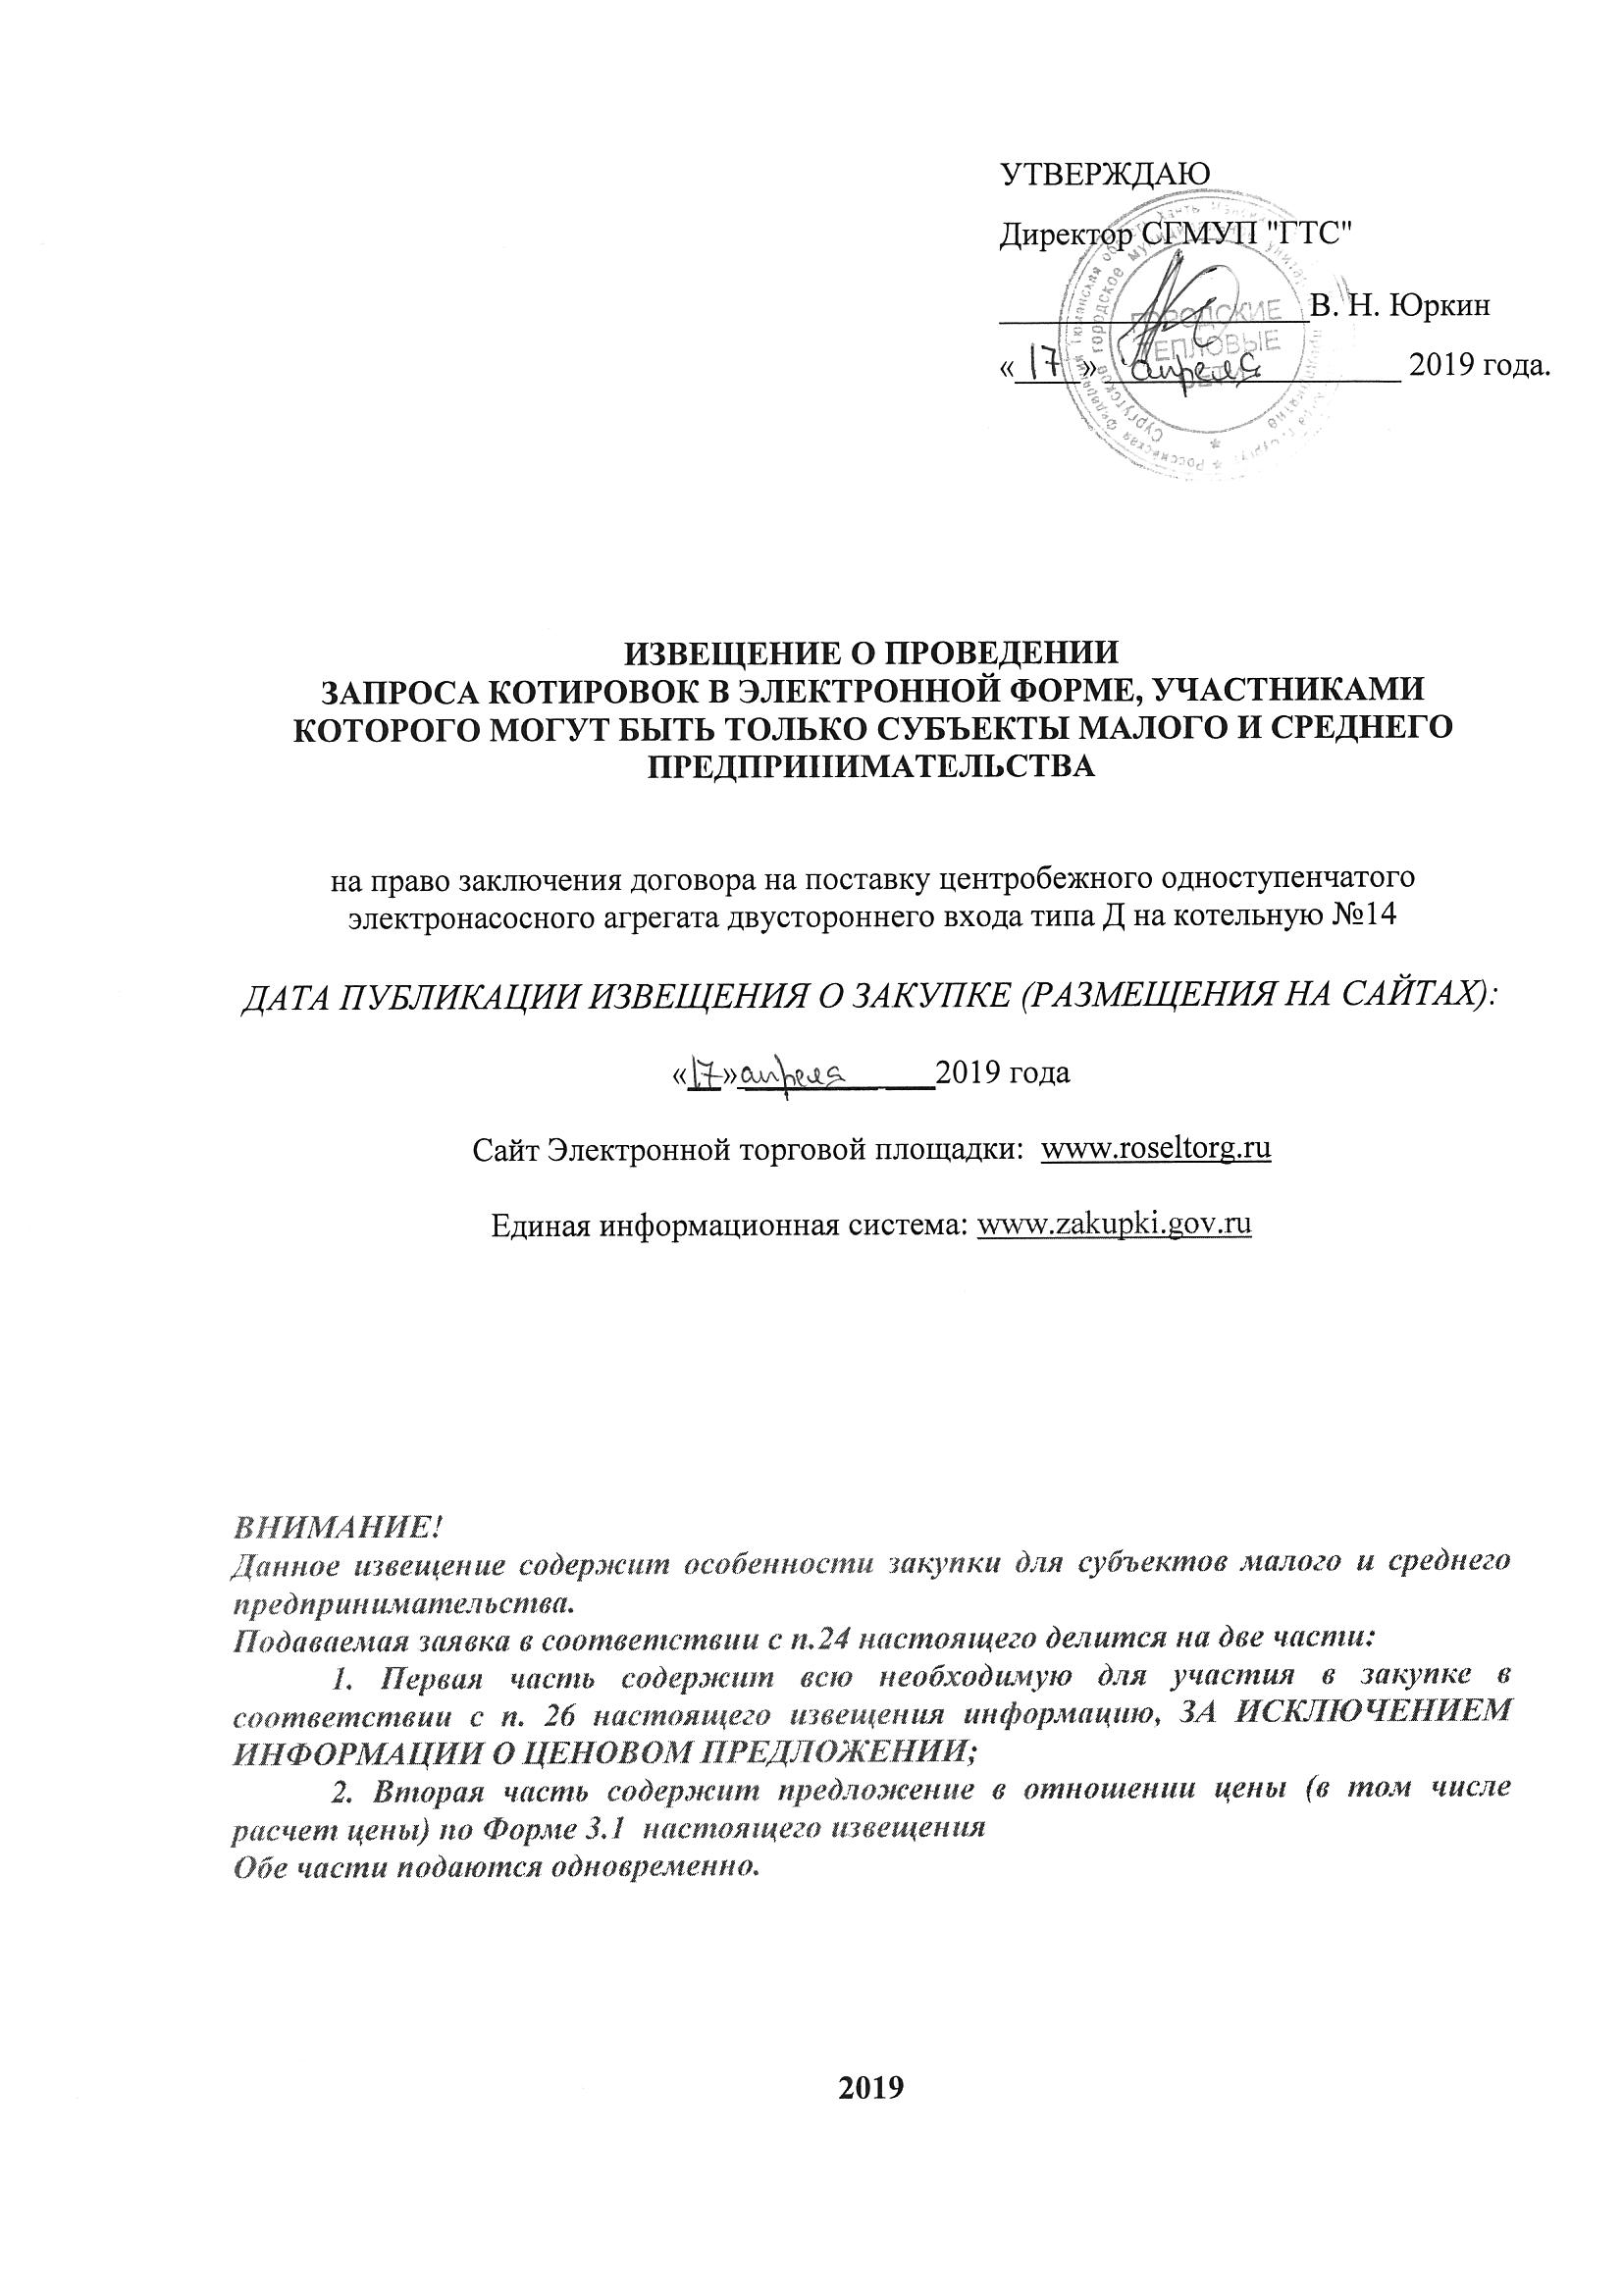 УТВЕРЖДАЮ
Директор СГМУП "ГТС"
В. Н. Юркин
«17» апреля 2019 года.
ГОРОДСКИЕ
ТЕПЛОВЫЕ
СЕТИ
ИЗВЕЩЕНИЕ О ПРОВЕДЕНИИ
ЗАПРОСА КОТИРОВОК В ЭЛЕКТРОННОЙ ФОРМЕ, УЧАСТНИКАМИ
КОТОРОГО МОГУТ БЫТЬ ТОЛЬКО СУБЪЕКТЫ МАЛОГО И СРЕДНЕГО
ПРЕДПРИНИМАТЕЛЬСТВА
на право заключения договора на поставку центробежного одноступенчатого
электронасосного агрегата двустороннего входа типа Д на котельную №14
ДАТА ПУБЛИКАЦИИ ИЗВЕЩЕНИЯ О ЗАКУПКЕ (РАЗМЕЩЕНИЯ НА САЙТАХ):
«17» апреля 2019 года
Сайт Электронной торговой площадки: www.roseltorg.ru
Единая информационная система: www.zakupki.gov.ru
ВНИМАНИЕ!
Данное извещение содержит особенности закупки для субъектов малого и среднего
предпринимательства.
Подаваемая заявка в соответствии с п.24 настоящего делится на две части:
1. Первая часть содержит всю необходимую для участия в закупке в
соответствии с п. 26 настоящего извещения информацию, ЗА ИСКЛЮЧЕНИЕМ
ИНФОРМАЦИИ О ЦЕНОВОМ ПРЕДЛОЖЕНИИ;
2. Вторая часть содержит предложение в отношении цены (в том числе
расчет цены) по Форме 3.1 настоящего извещения
Обе части подаются одновременно.
2019